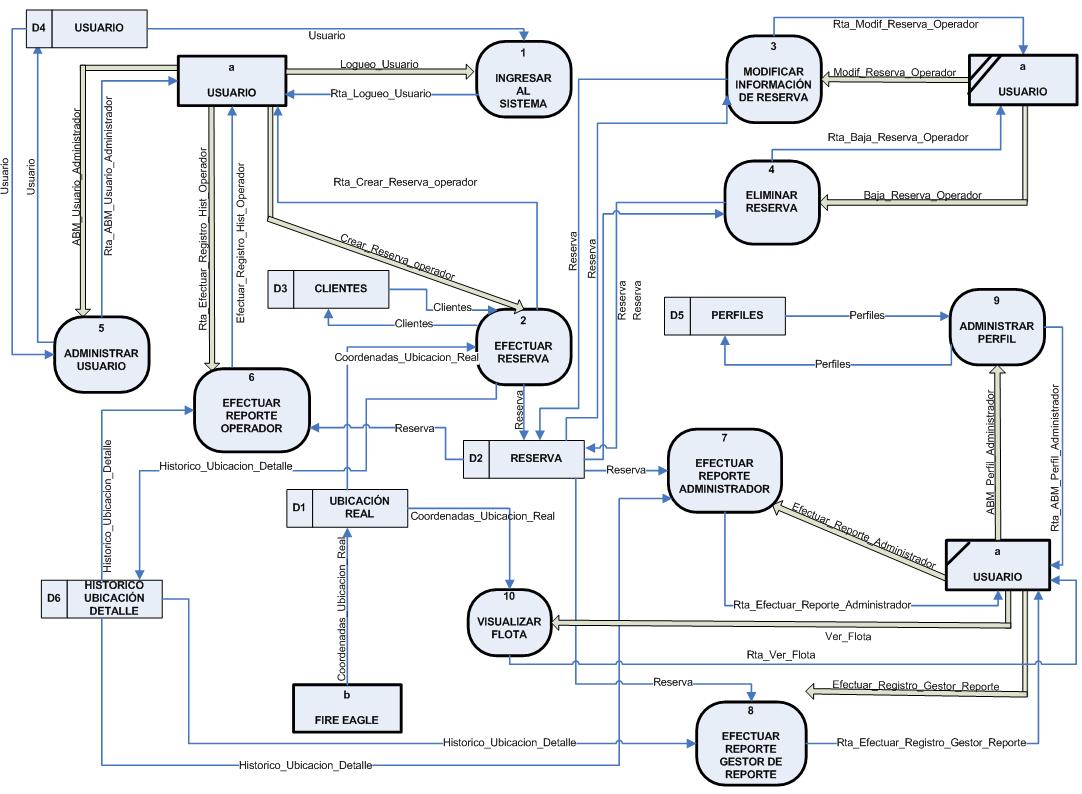 D4
USUARIO
Usuario
a
USUARIO
Logueo_Usuario
Rta_Logueo_Usuario
1
INGRESAR
AL
SISTEMA
Rta_Modif_Reserva_Operador
3
MODIFICAR
INFORMACIÓN
DE RESERVA
Modif_Reserva_Operador
a
USUARIO
Rta_Baja_Reserva_Operador
4
ELIMINAR
RESERVA
Baja_Reserva_Operador
Usuario
Usuario
ABM_Usuario_Administrador
Rta_ABM_Usuario_Administrador
Rta_Efectuar_Registro_Hist_Operador
Efectuar_Registro_Hist_Operador
Rta_Crear_Reserva_operador
Crear_Reserva_operador
Reserva
Reserva
Reserva
Reserva
D3
CLIENTES
Clientes
Clientes
2
EFECTUAR
RESERVA
Coordenadas_Ubicacion_Real
5
ADMINISTRAR
USUARIO
6
EFECTUAR
REPORTE
OPERADOR
D5
PERFILES
Perfiles
Perfiles
9
ADMINISTRAR
PERFIL
Reserva
Reserva
D2
RESERVA
Reserva
7
EFECTUAR
REPORTE
ADMINISTRADOR
ABM_Perfil_Administrador
Rta_ABM_Perfil_Administrador
Historico_Ubicacion_Detalle
Historico_Ubicacion_Detalle
D1
UBICACIÓN
REAL
Coordenadas_Ubicacion_Real
Efectuar_Reporte_Administrador
a
USUARIO
D6
HISTORICO
UBICACIÓN
DETALLE
Coordenadas_Ubicacion_Real
10
VISUALIZAR
FLOTA
Rta_Efectuar_Reporte_Administrador
Ver_Flota
Rta_Ver_Flota
b
FIRE EAGLE
Reserva
Efectuar_Registro_Gestor_Reporte
8
EFECTUAR
REPORTE
GESTOR DE
REPORTE
Historico_Ubicacion_Detalle
Rta_Efectuar_Registro_Gestor_Reporte
Historico_Ubicacion_Detalle